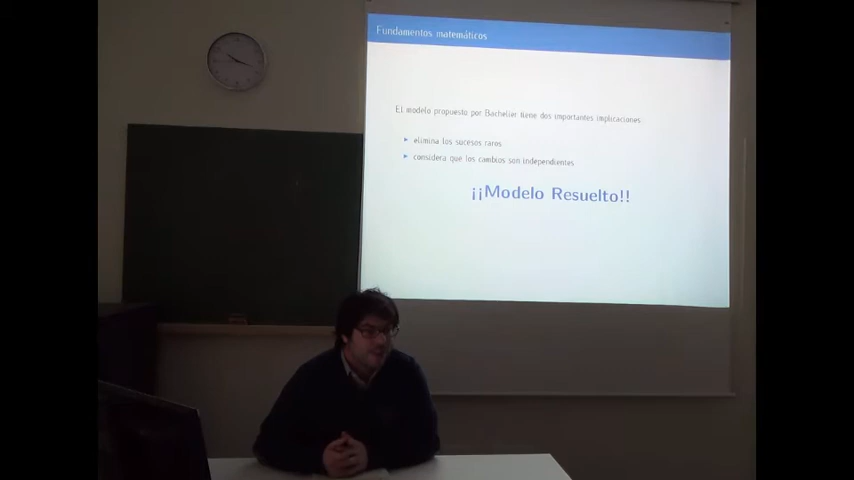 Fundamentos matemáticos
El modelo propuesto por Bachelier tiene dos importantes implicaciones
elimina los sucesos raros
considera que los cambios son independientes
¡¡Modelo Resuelto!!